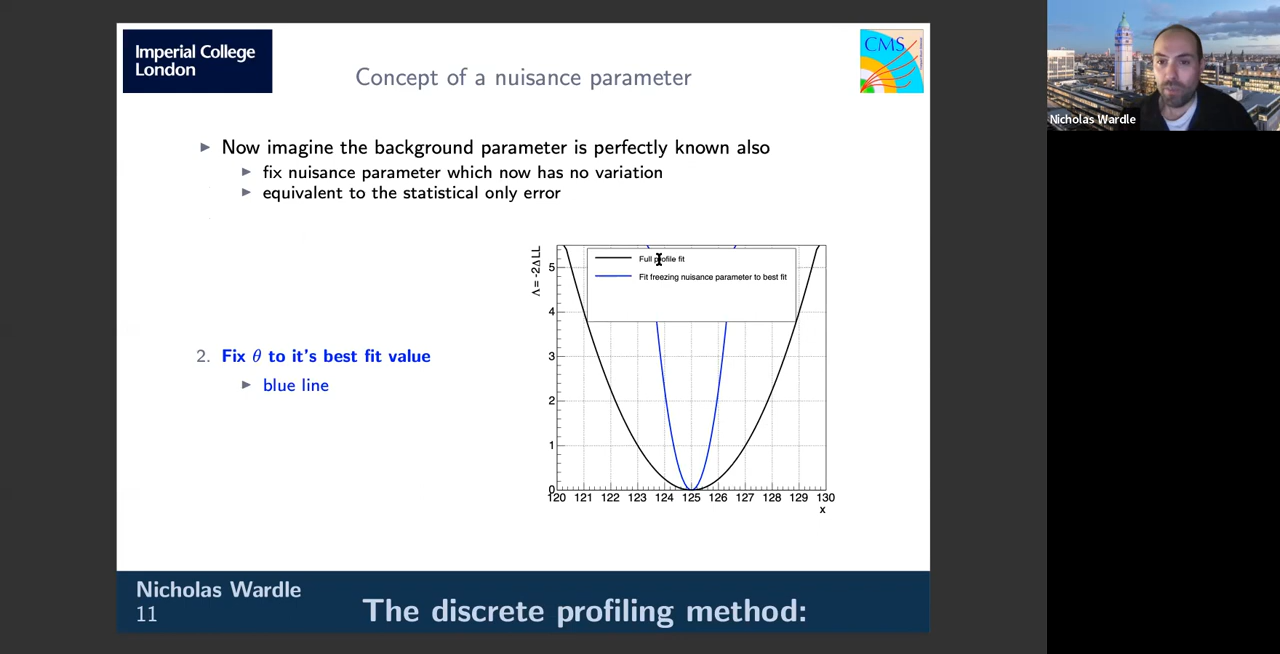 Imperial College
London
Concept of a nuisance parameter
CMS
Nicholas Wardle
Now imagine the background parameter is perfectly known also
fix nuisance parameter which now has no variation
equivalent to the statistical only error
2. Fix θ to it's best fit value
blue line
Λ = -2ΔLL
Full profile fit
Fit freezing nuisance parameter to best fit
5
4
3
2
1
0
120 121 122 123 124 125 126 127 128 129 130
x
Nicholas Wardle
11
The discrete profiling method: